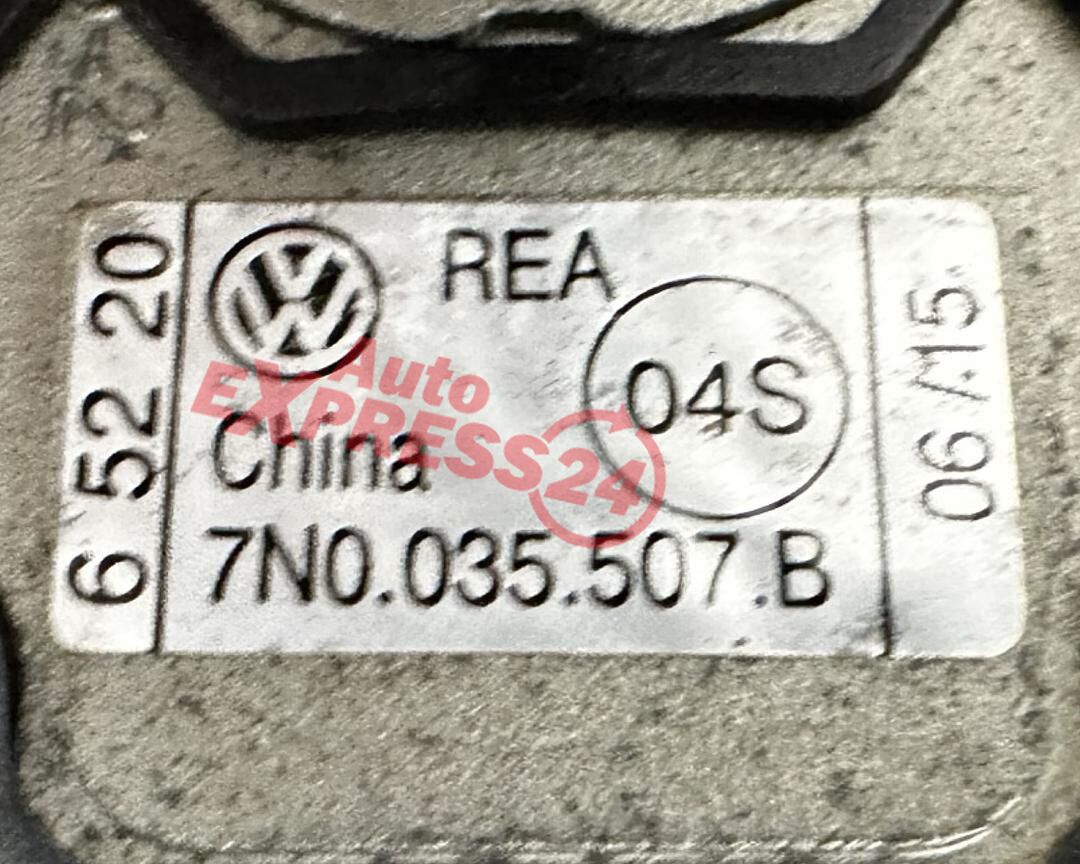 6 52 20
REA
04S
China
7N0.035.507.B
06/15
Auto
EXPRESS24